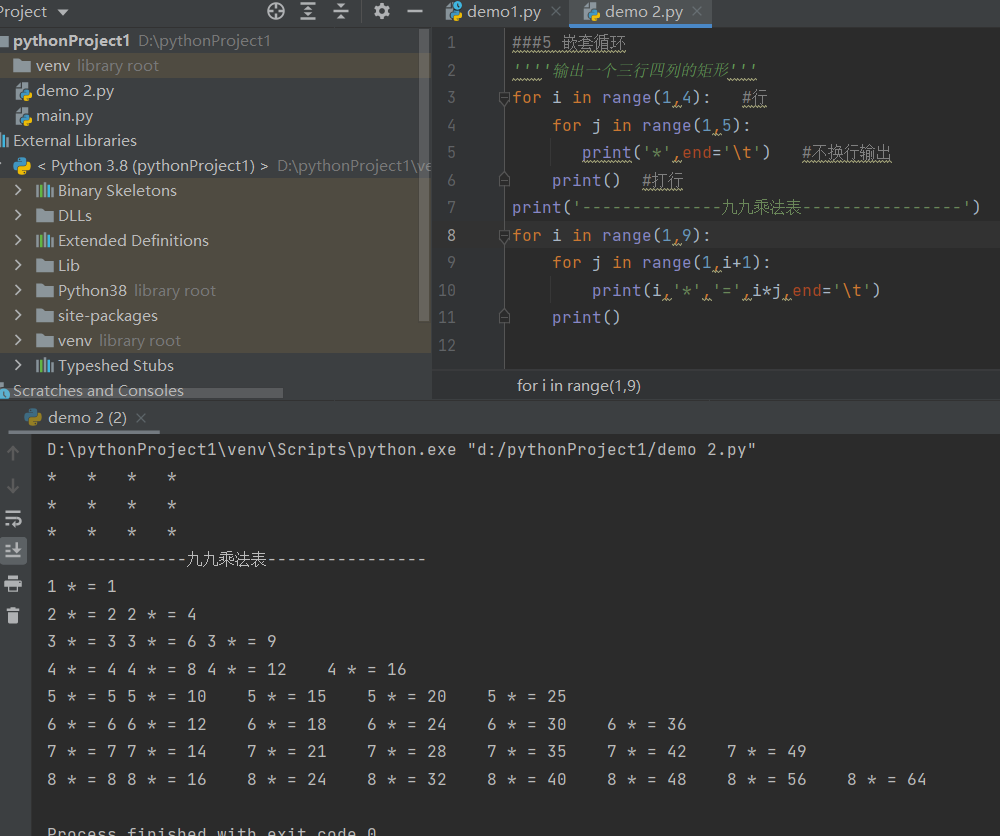 Project
demo1.py
demo 2.py
pythonProject1 D:\pythonProject1
venv library root
demo 2.py
main.py
External Libraries
< Python 3.8 (pythonProject1) > D:\pythonProject1\ve
Binary Skeletons
DLLs
Extended Definitions
Lib
Python38 library root
site-packages
venv library root
Typeshed Stubs
Scratches and Consoles
1 ###5 嵌套循环
2 ''''输出一个三行四列的矩形'''
3 for i in range(1,4): #行
4 for j in range(1,5):
5 print('*',end='\t') #不换行输出
6 print() #打行
7 print('--------------九九乘法表----------------')
8 for i in range(1,9):
9 for j in range(1,i+1):
10 print(i,'*','=',i*j,end='\t')
11 print()
12
for i in range(1,9)
demo 2 (2)
D:\pythonProject1\venv\Scripts\python.exe "d:/pythonProject1/demo 2.py"
* * * *
* * * *
* * * *
--------------九九乘法表----------------
1 * = 1
2 * = 2 2 * = 4
3 * = 3 3 * = 6 3 * = 9
4 * = 4 4 * = 8 4 * = 12 4 * = 16
5 * = 5 5 * = 10 5 * = 15 5 * = 20 5 * = 25
6 * = 6 6 * = 12 6 * = 18 6 * = 24 6 * = 30 6 * = 36
7 * = 7 7 * = 14 7 * = 21 7 * = 28 7 * = 35 7 * = 42 7 * = 49
8 * = 8 8 * = 16 8 * = 24 8 * = 32 8 * = 40 8 * = 48 8 * = 56 8 * = 64
Process finished with exit code 0